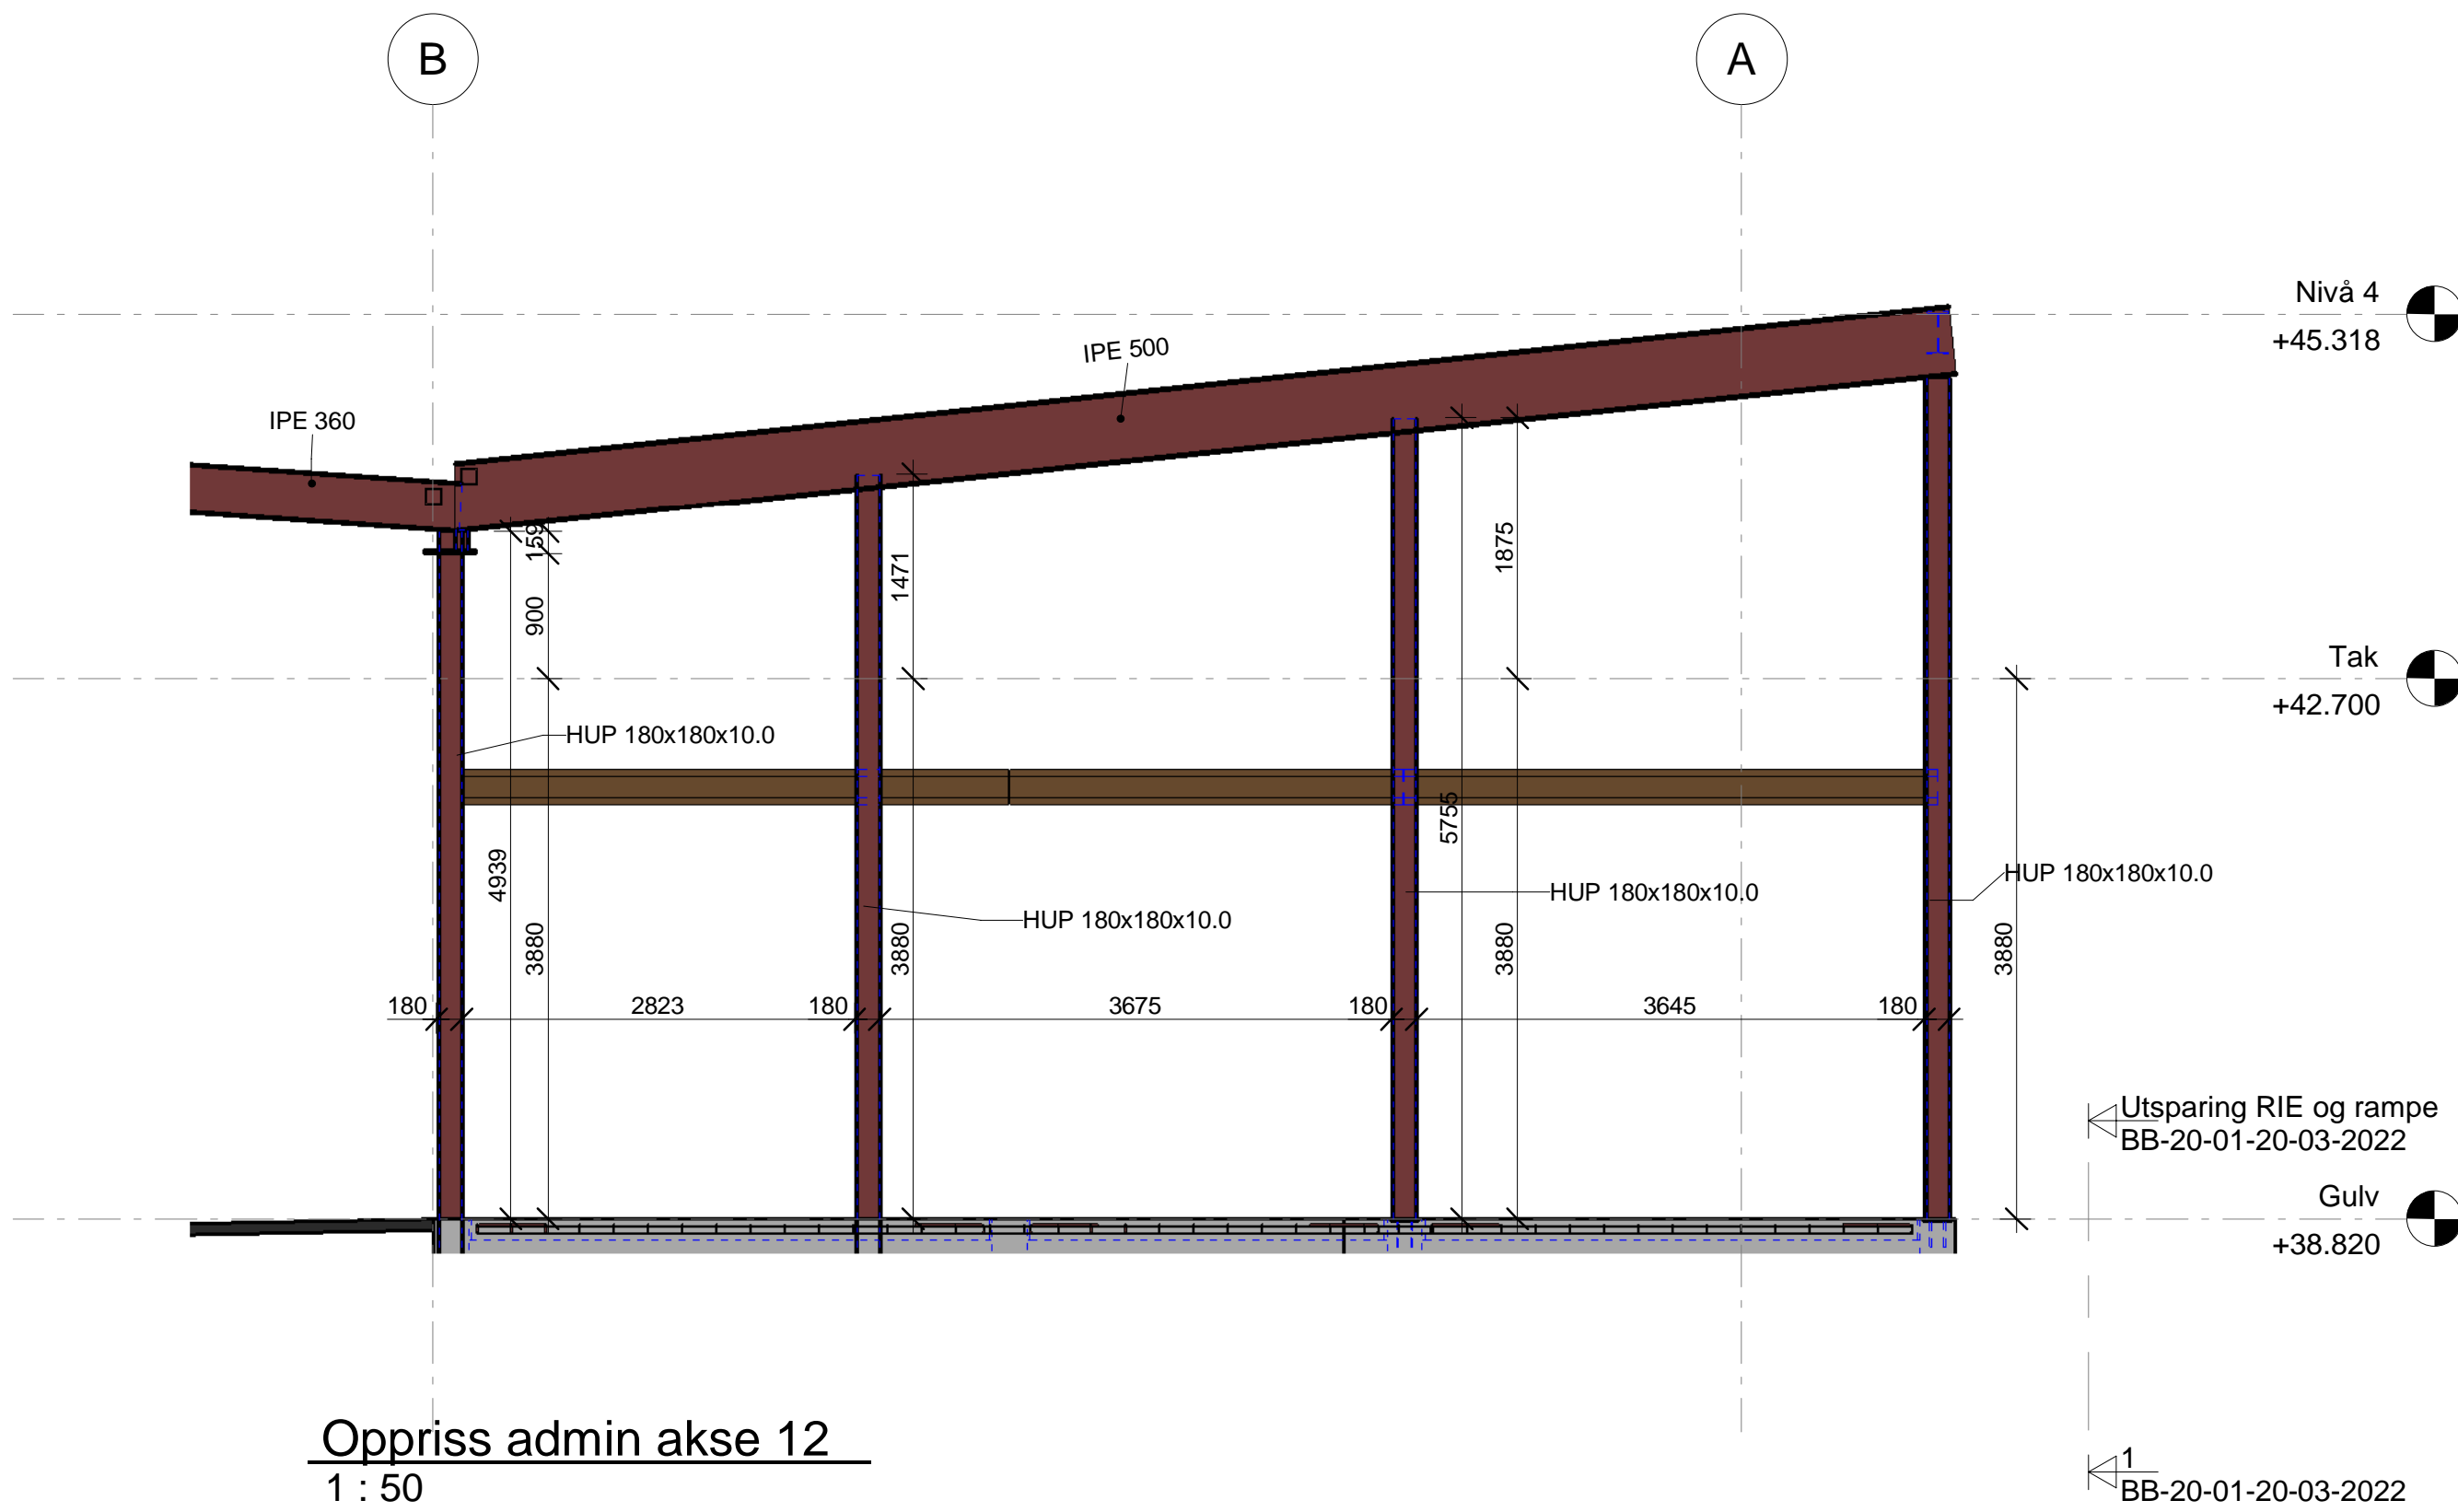 B
A
Nivå 4
+45.318
IPE 500
IPE 360
159
1471
1875
900
Tak
+42.700
HUP 180x180x10.0
5755
4939
HUP 180x180x10.0
HUP 180x180x10.0
HUP 180x180x10.0
3880
3880
3880
3880
180
2823
180
3675
180
3645
180
Utsparing RIE og rampe
BB-20-01-20-03-2022
Gulv
+38.820
Oppriss admin akse 12
1 : 50
1
BB-20-01-20-03-2022